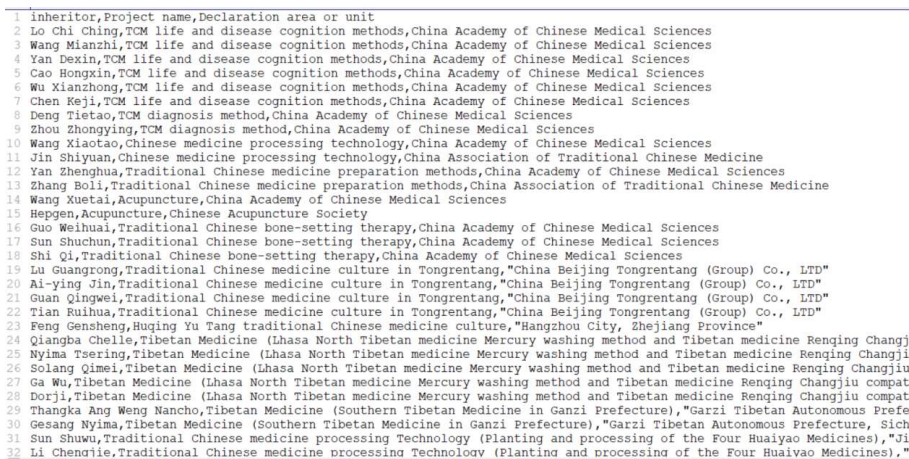 1 inheritor,Project name,Declaration area or unit
2 Lo Chi Ching,TCM life and disease cognition methods,China Academy of Chinese Medical Sciences
3 Wang Mianzhi,TCM life and disease cognition methods,China Academy of Chinese Medical Sciences
4 Yan Dexin,TCM life and disease cognition methods,China Academy of Chinese Medical Sciences
5 Cao Hongxin,TCM life and disease cognition methods,China Academy of Chinese Medical Sciences
6 Wu Xianzhong,TCM life and disease cognition methods,China Academy of Chinese Medical Sciences
7 Chen Keji,TCM life and disease cognition methods,China Academy of Chinese Medical Sciences
8 Deng Tietao,TCM diagnosis method,China Academy of Chinese Medical Sciences
9 Zhou Zhongying,TCM diagnosis method,China Academy of Chinese Medical Sciences
10 Wang Xiaotao,Chinese medicine processing technology,China Academy of Chinese Medical Sciences
11 Jin Shiyuan,Chinese medicine processing technology,China Association of Traditional Chinese Medicine
12 Yan Zhenghua,Traditional Chinese medicine preparation methods,China Academy of Chinese Medical Sciences
13 Zhang Boli,Traditional Chinese medicine preparation methods,China Association of Traditional Chinese Medicine
14 Wang Xuetai,Acupuncture,China Academy of Chinese Medical Sciences
15 Hepgen,Acupuncture,Chinese Acupuncture Society
16 Guo Weihuai,Traditional Chinese bone-setting therapy,China Academy of Chinese Medical Sciences
17 Sun Shuchun,Traditional Chinese bone-setting therapy,China Academy of Chinese Medical Sciences
18 Shi Qi,Traditional Chinese bone-setting therapy,China Academy of Chinese Medical Sciences
19 Lu Guangrong,Traditional Chinese medicine culture in Tongrentang,"China Beijing Tongrentang (Group) Co., LTD"
20 Ai-ying Jin,Traditional Chinese medicine culture in Tongrentang,"China Beijing Tongrentang (Group) Co., LTD"
21 Guan Qingwei,Traditional Chinese medicine culture in Tongrentang,"China Beijing Tongrentang (Group) Co., LTD"
22 Tian Ruihua,Traditional Chinese medicine culture in Tongrentang,"China Beijing Tongrentang (Group) Co., LTD"
23 Feng Gensheng,Huqing Yu Tang traditional Chinese medicine culture,"Hangzhou City, Zhejiang Province"
24 Qiangba Chelle,Tibetan Medicine (Lhasa North Tibetan medicine Mercury washing method and Tibetan medicine Renqing Changj
25 Nyima Tsering,Tibetan Medicine (Lhasa North Tibetan medicine Mercury washing method and Tibetan medicine Renqing Changji
26 Solang Qimei,Tibetan Medicine (Lhasa North Tibetan medicine Mercury washing method and Tibetan medicine Renqing Changjiu
27 Ga Wu,Tibetan Medicine (Lhasa North Tibetan medicine Mercury washing method and Tibetan medicine Renqing Changjiu compat
28 Dorji,Tibetan Medicine (Lhasa North Tibetan medicine Mercury washing method and Tibetan medicine Renqing Changjiu compat
29 Thangka Ang Weng Nancho,Tibetan Medicine (Southern Tibetan Medicine in Ganzi Prefecture),"Garzi Tibetan Autonomous Prefe
30 Gesang Nyima,Tibetan Medicine (Southern Tibetan Medicine in Ganzi Prefecture),"Garzi Tibetan Autonomous Prefecture, Sich
31 Sun Shuwu,Traditional Chinese medicine processing Technology (Planting and processing of the Four Huaiyao Medicines),"Ji
32 Li Chengjie,Traditional Chinese medicine processing Technology (Planting and processing of the Four Huaiyao Medicines),"